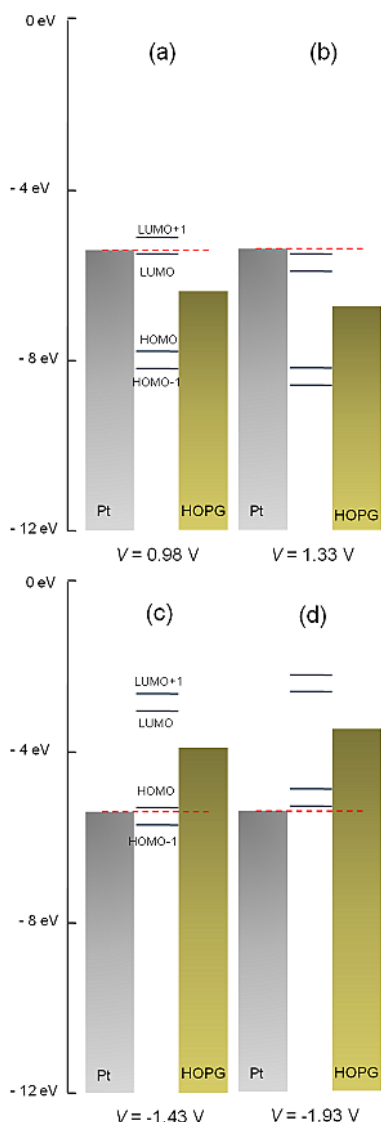 0 eV
(a)
(b)
- 4 eV
LUMO+1
LUMO
- 8 eV
HOMO
HOMO-1
Pt
HOPG
Pt
HOPG
- 12 eV
V = 0.98 V
V = 1.33 V
0 eV
(c)
(d)
LUMO+1
LUMO
- 4 eV
HOMO
HOMO-1
- 8 eV
Pt
HOPG
Pt
HOPG
- 12 eV
V = -1.43 V
V = -1.93 V